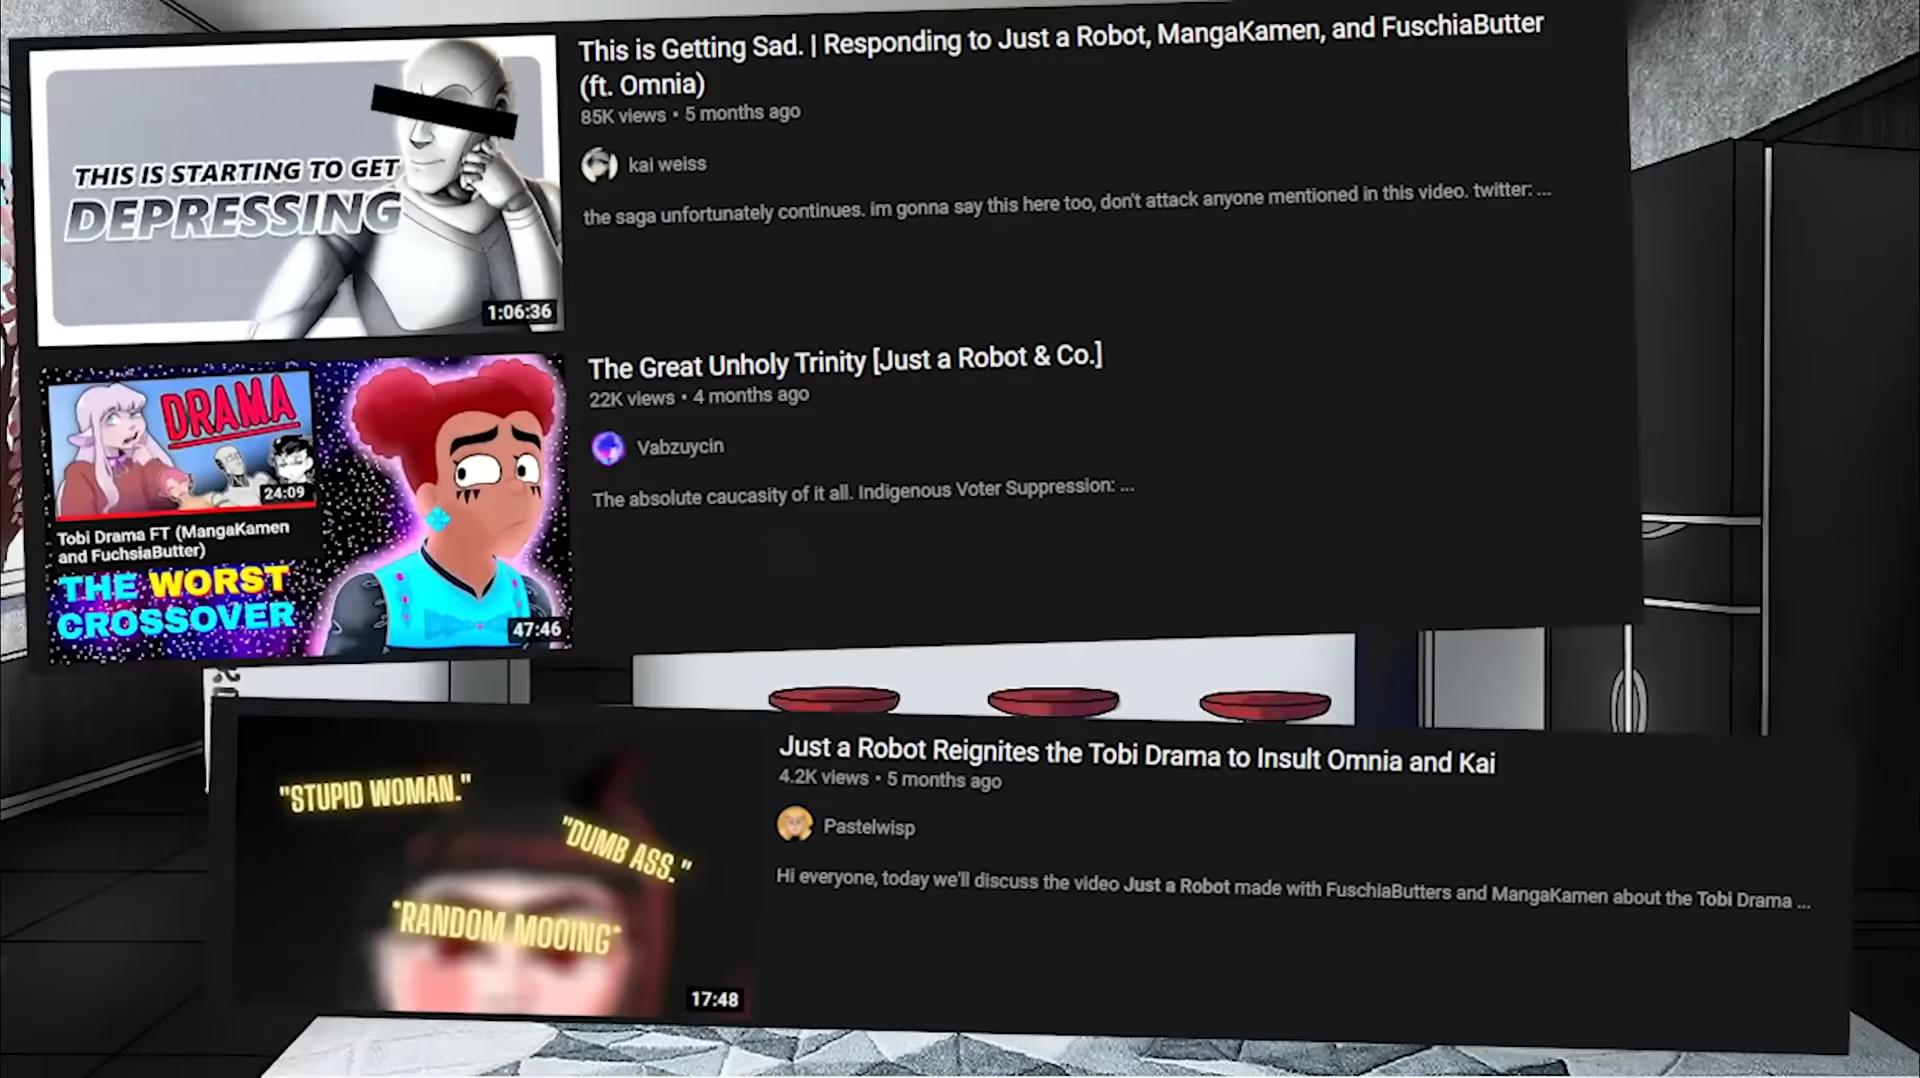 This is Getting Sad. | Responding to Just a Robot, MangaKamen, and FuschiaButter
(ft. Omnia)
85K views • 5 months ago
kai weiss
the saga unfortunately continues. im gonna say this here too, don't attack anyone mentioned in this video. twitter: ...
THIS IS STARTING TO GET
DEPRESSING
1:06:36
The Great Unholy Trinity [Just a Robot & Co.]
22K views • 4 months ago
Vabzuycin
The absolute caucasity of it all. Indigenous Voter Suppression: ...
DRAMA
24:09
Tobi Drama FT (MangaKamen
and FuchsiaButter)
THE WORST
CROSSOVER
47:46
Just a Robot Reignites the Tobi Drama to Insult Omnia and Kai
4.2K views • 5 months ago
Pastelwisp
Hi everyone, today we'll discuss the video Just a Robot made with FuschiaButters and MangaKamen about the Tobi Drama ...
"STUPID WOMAN."
"DUMB ASS."
*RANDOM MOOING*
17:48